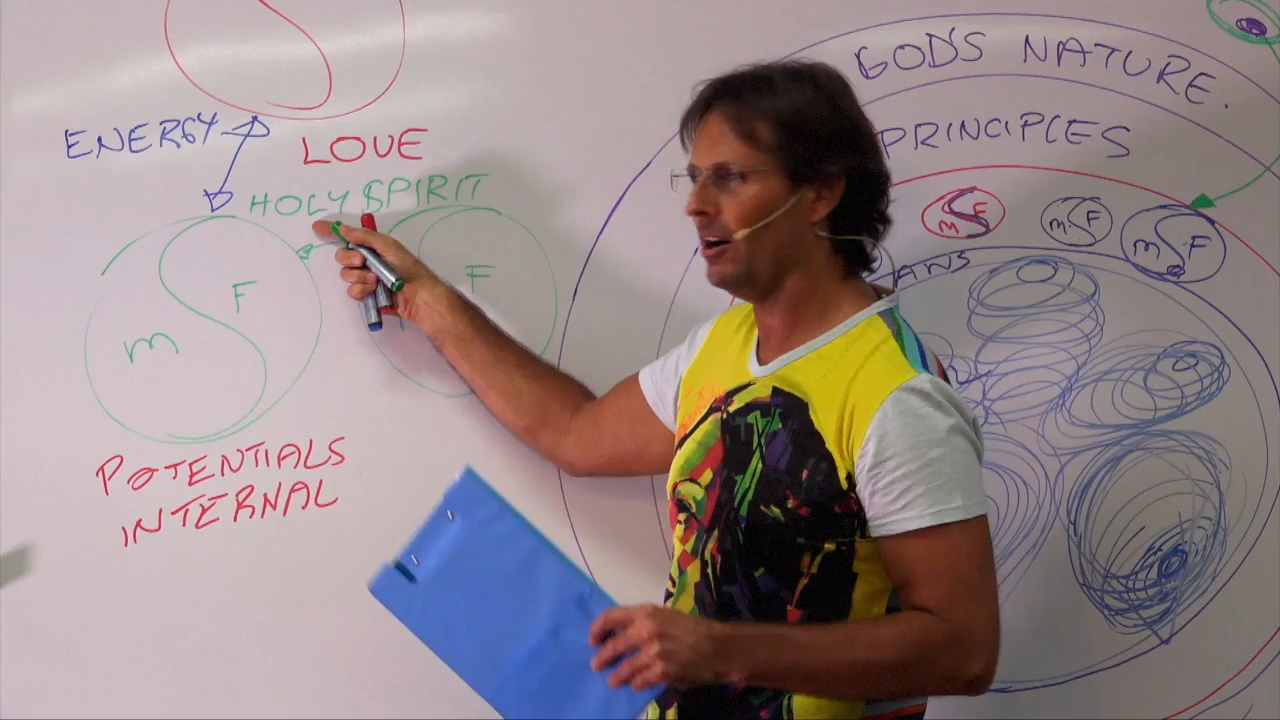 ENERGY
LOVE
HOLY SPIRIT
M F
F
POTENTIALS
INTERNAL
GOD'S NATURE.
PRINCIPLES
M F
M F
M F